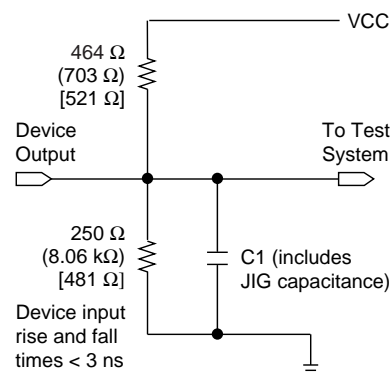 VCC
464 Ω
(703 Ω)
[521 Ω]
Device
Output
To Test
System
250 Ω
(8.06 kΩ)
[481 Ω]
C1 (includes
JIG capacitance)
Device input
rise and fall
times < 3 ns